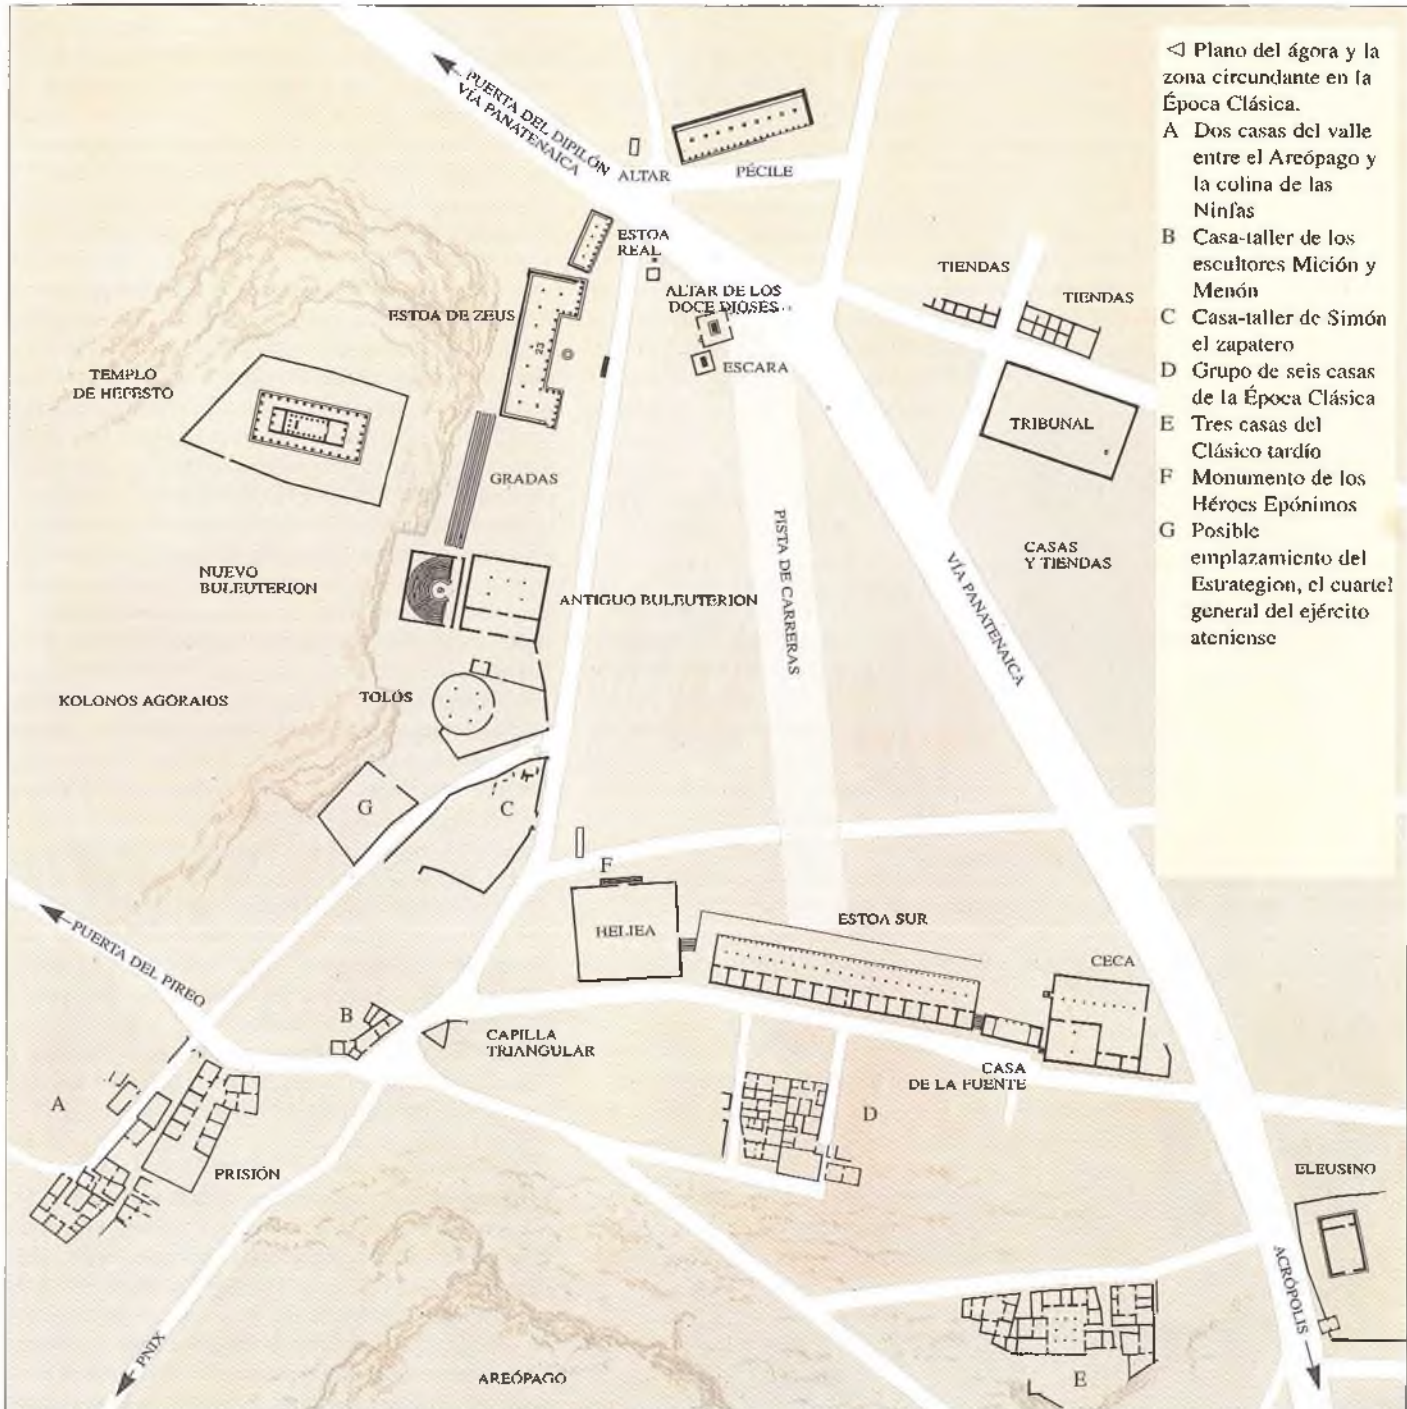 ◁ Plano del ágora y la
zona circundante en la
Época Clásica.
A Dos casas del valle
entre el Areópago y
la colina de las
Ninfas
B Casa-taller de los
escultores Mición y
Menón
C Casa-taller de Simón
el zapatero
D Grupo de seis casas
de la Época Clásica
E Tres casas del
Clásico tardío
F Monumento de los
Héroes Epónimos
G Posible
emplazamiento del
Estrategion, el cuartel
general del ejército
ateniense
PUERTA DEL DIPILÓN
VÍA PANATENAICA
ALTAR
PÉCILE
ESTOA
REAL
TIENDAS
TIENDAS
ALTAR DE LOS
DOCE DIOSES
ESTOA DE ZEUS
23
ESCARA
TEMPLO
DE HEFESTO
TRIBUNAL
GRADAS
PISTA DE CARRERAS
CASAS
Y TIENDAS
VÍA PANATENAICA
NUEVO
BULEUTERION
ANTIGUO BULEUTERION
KOLONOS AGORAIOS
TOLÓS
G
C
F
HELIEA
ESTOA SUR
CECA
PUERTA DEL PIREO
B
CAPILLA
TRIANGULAR
CASA
DE LA FUENTE
A
D
PRISIÓN
ELEUSINO
ACRÓPOLIS
PNIX
AREÓPAGO
E